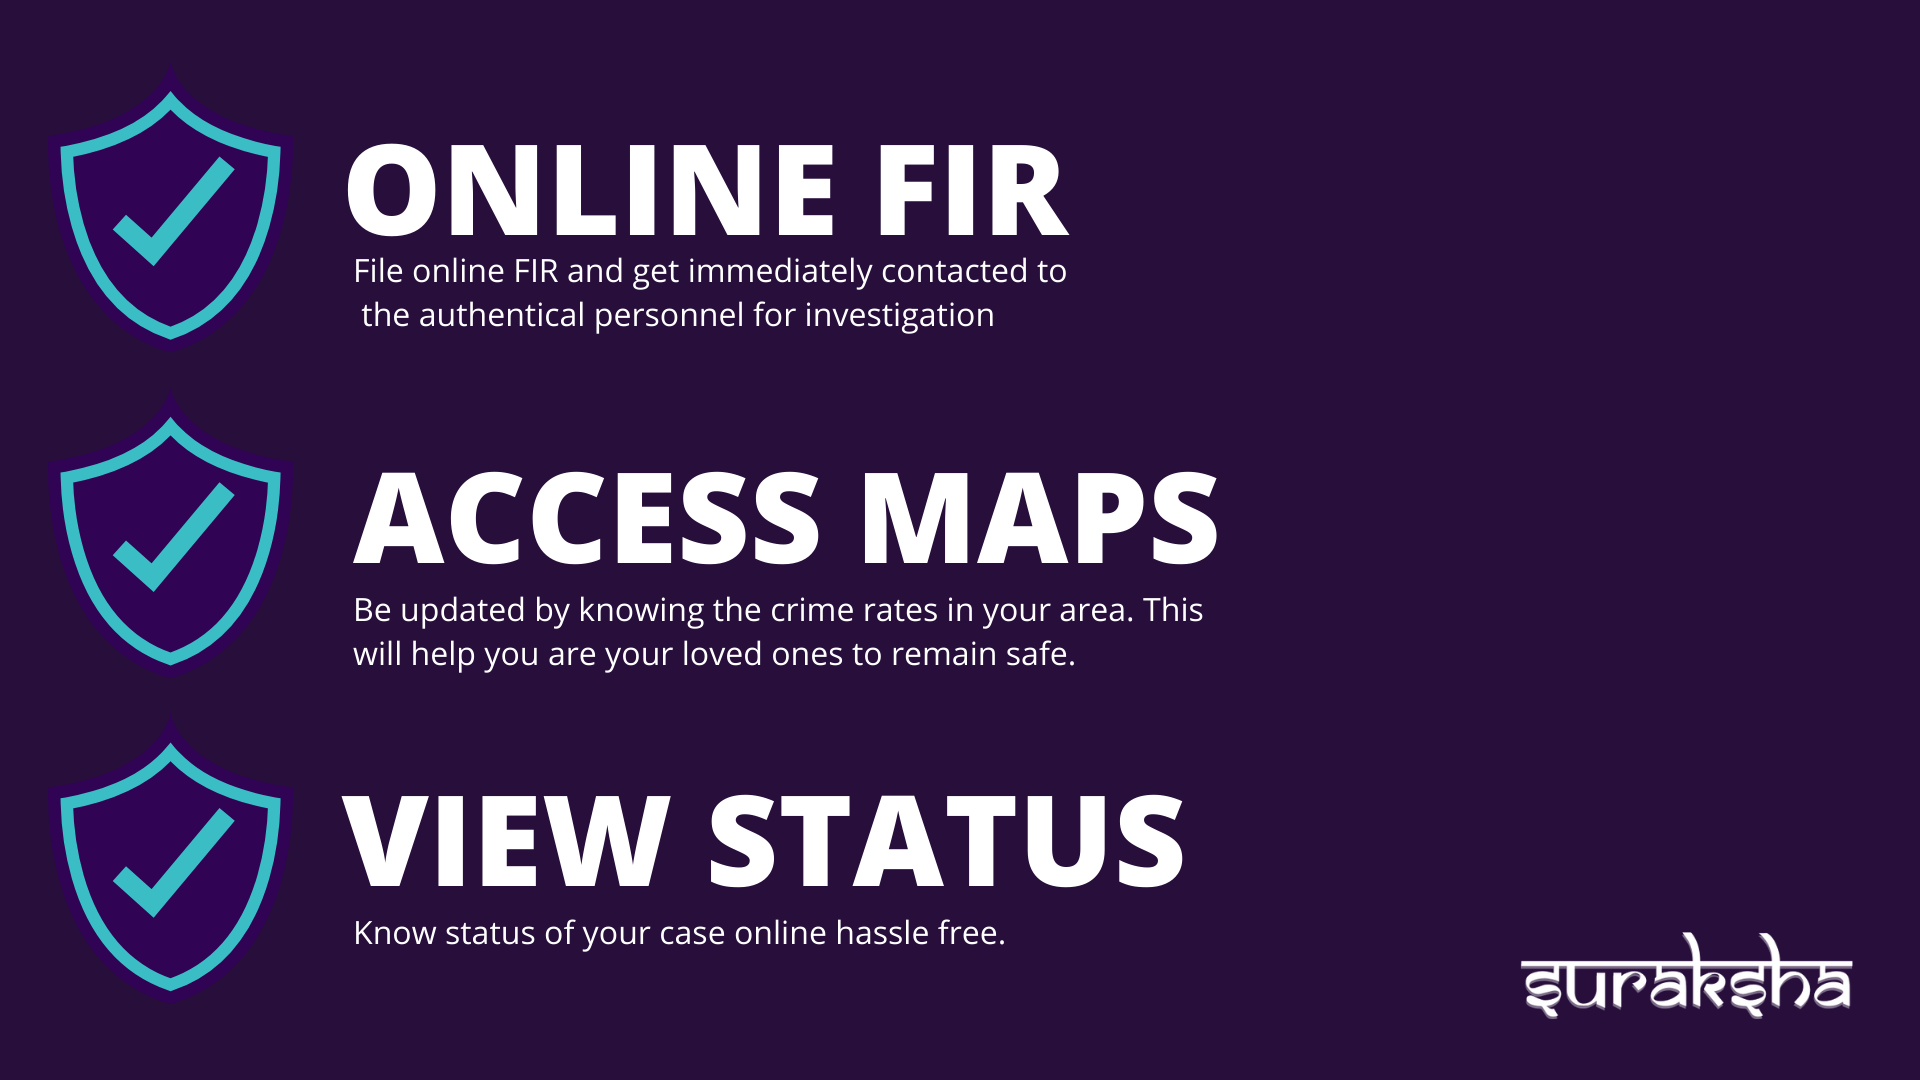 ONLINE FIR
File online FIR and get immediately contacted to
the authentical personnel for investigation
ACCESS MAPS
Be updated by knowing the crime rates in your area. This
will help you are your loved ones to remain safe.
VIEW STATUS
Know status of your case online hassle free.
suraksha